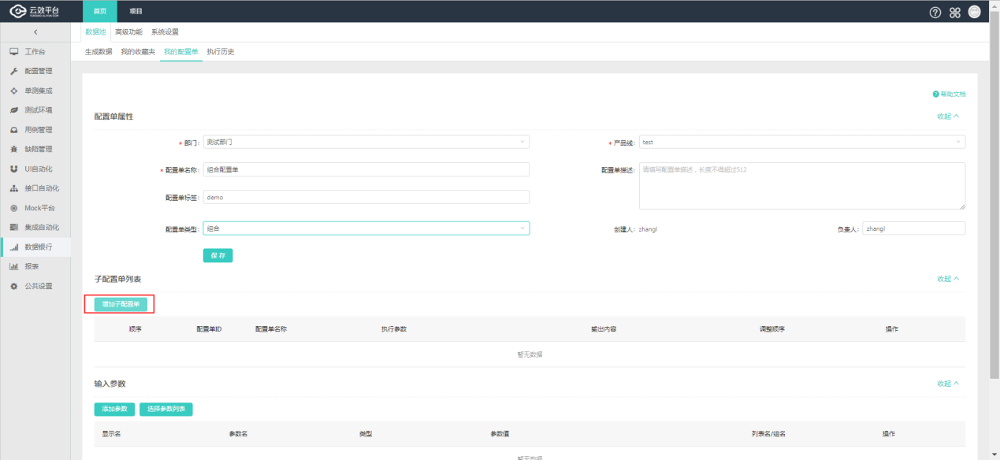 云效平台 首页 项目
YUNXIAO.ALIYUN.COM
数据池 高级功能 系统设置
生成数据 我的收藏夹 我的配置单 执行历史
工作台
配置管理
单测集成
测试环境
用例管理
缺陷管理
UI自动化
接口自动化
Mock平台
集成自动化
数据银行
报表
公共设置
帮助文档
配置单属性 收起
* 部门: 测试部门 * 产品线: test
* 配置单名称: 组合配置单 配置单描述: 请填写配置单描述，长度不得超过512
配置单标签: demo
配置单类型: 组合 创建人: zhangl 负责人: zhangl
保存
子配置单列表 收起
增加子配置单
顺序 配置单ID 配置单名称 执行参数 输出内容 调整顺序 操作
暂无数据
输入参数 收起
添加参数 选择参数列表
显示名 参数名 类型 参数值 列表名/组名 操作
暂无数据